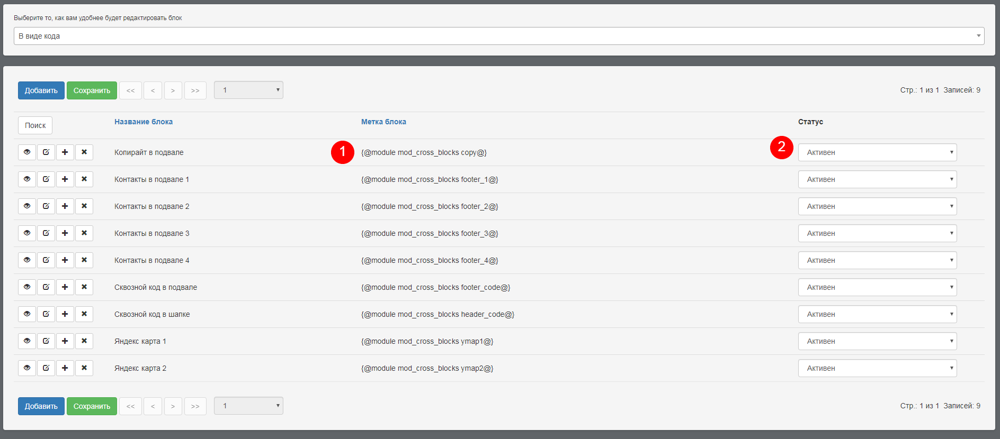 Выберите то, как вам удобнее будет редактировать блок
В виде кода
Добавить Сохранить << < > >> 1 Стр.: 1 из 1 Записей: 9
Поиск Название блока Метка блока Статус
Копирайт в подвале 1 {@module mod_cross_blocks copy@} 2 Активен
Контакты в подвале 1 {@module mod_cross_blocks footer_1@} Активен
Контакты в подвале 2 {@module mod_cross_blocks footer_2@} Активен
Контакты в подвале 3 {@module mod_cross_blocks footer_3@} Активен
Контакты в подвале 4 {@module mod_cross_blocks footer_4@} Активен
Сквозной код в подвале {@module mod_cross_blocks footer_code@} Активен
Сквозной код в шапке {@module mod_cross_blocks header_code@} Активен
Яндекс карта 1 {@module mod_cross_blocks ymap1@} Активен
Яндекс карта 2 {@module mod_cross_blocks ymap2@} Активен
Добавить Сохранить << < > >> 1 Стр.: 1 из 1 Записей: 9